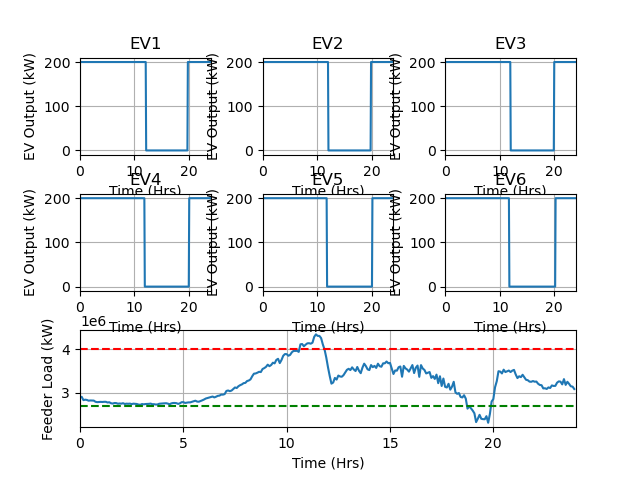 EV1 EV2 EV3
EV Output (kW) EV Output (kW) EV Output (kW)
200 200 200
100 100 100
0 0 0
0 10 20 0 10 20 0 10 20
Time (Hrs) Time (Hrs) Time (Hrs)
EV4 EV5 EV6
EV Output (kW) EV Output (kW) EV Output (kW)
200 200 200
100 100 100
0 0 0
0 10 20 0 10 20 0 10 20
Time (Hrs) Time (Hrs) Time (Hrs)
1e6
Feeder Load (kW)
4
3
0 5 10 15 20
Time (Hrs)